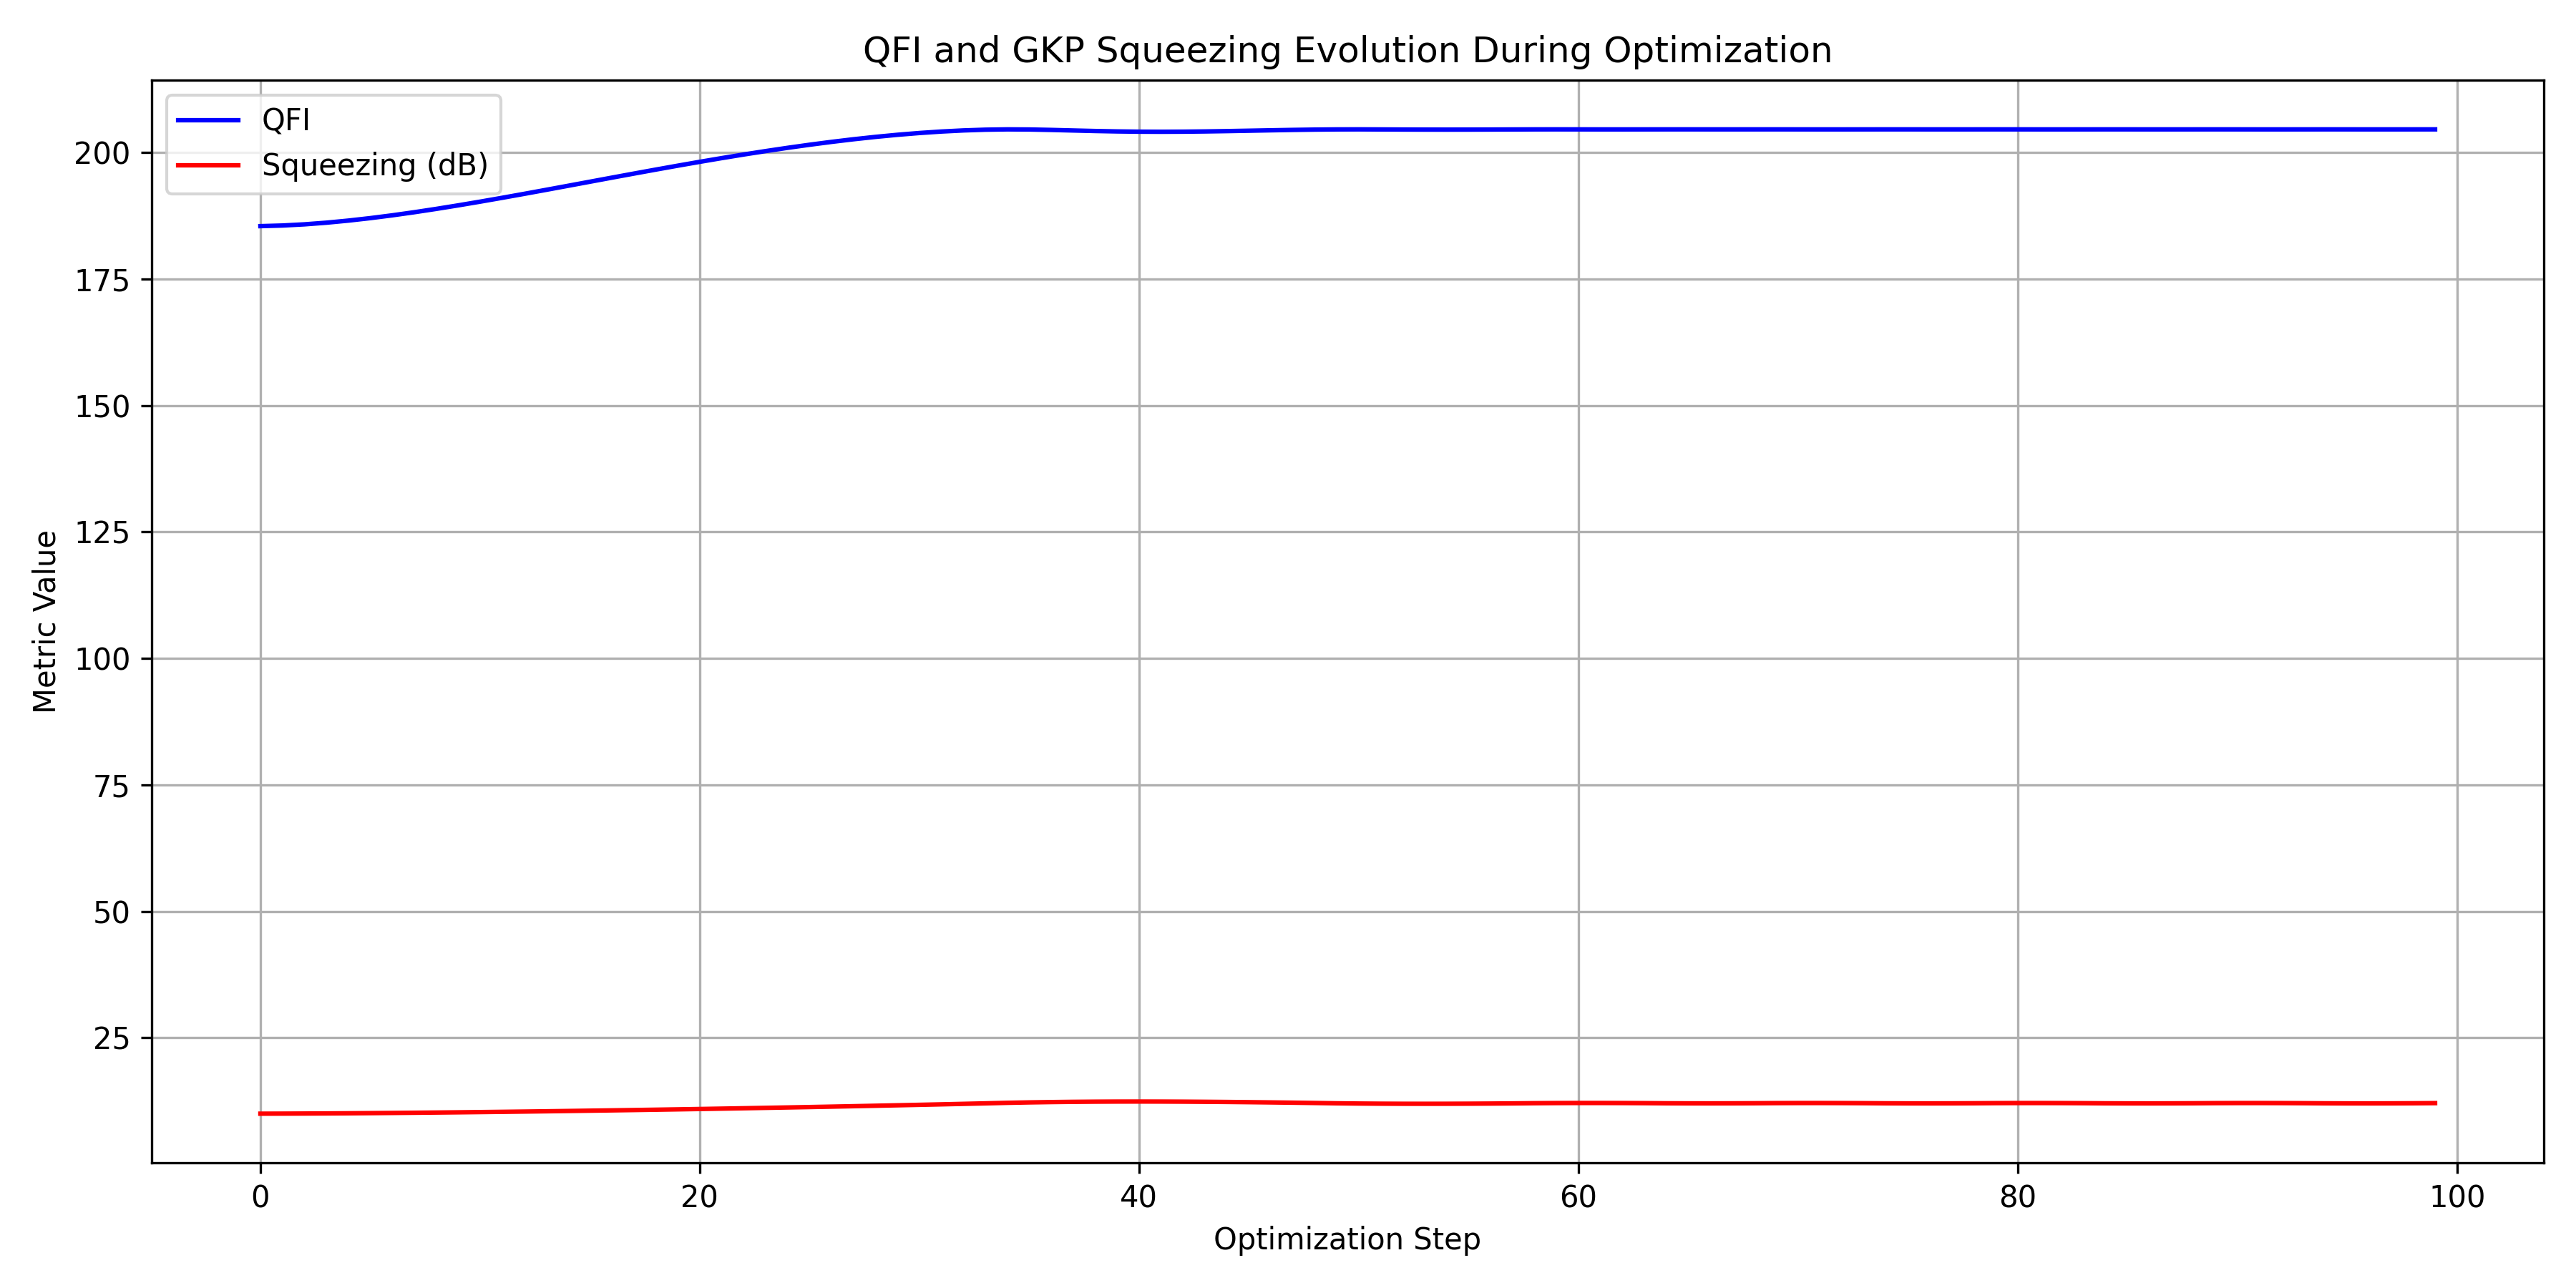 QFI and GKP Squeezing Evolution During Optimization
QFI
Squeezing (dB)
200
175
150
125
100
75
50
25
Metric Value
0 20 40 60 80 100
Optimization Step